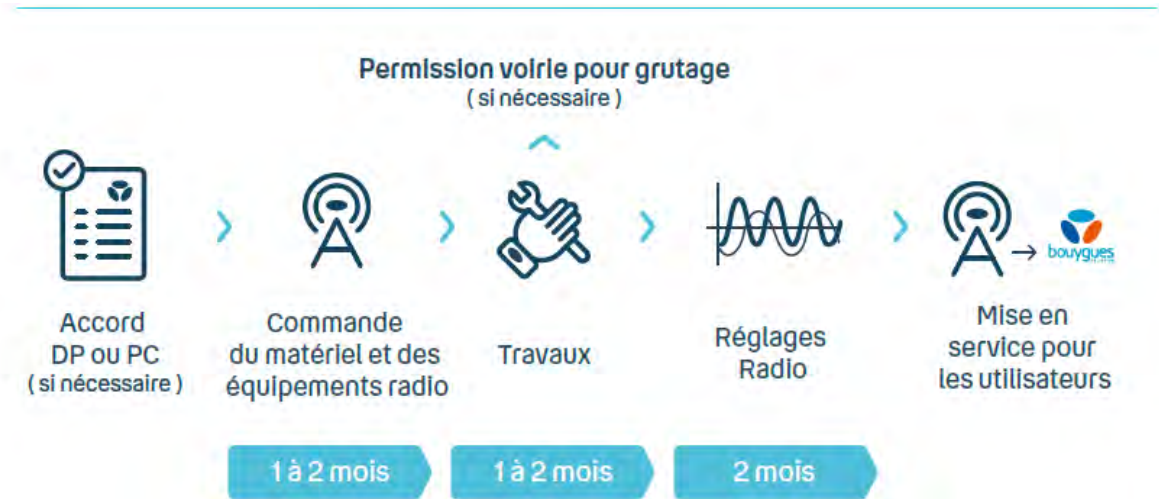 Permission voirie pour grutage
( si nécessaire )
Accord
DP ou PC
( si nécessaire )
Commande
du matériel et des
équipements radio
Travaux
Réglages
Radio
bouygues
Mise en
service pour
les utilisateurs
1 à 2 mois
1 à 2 mois
2 mois